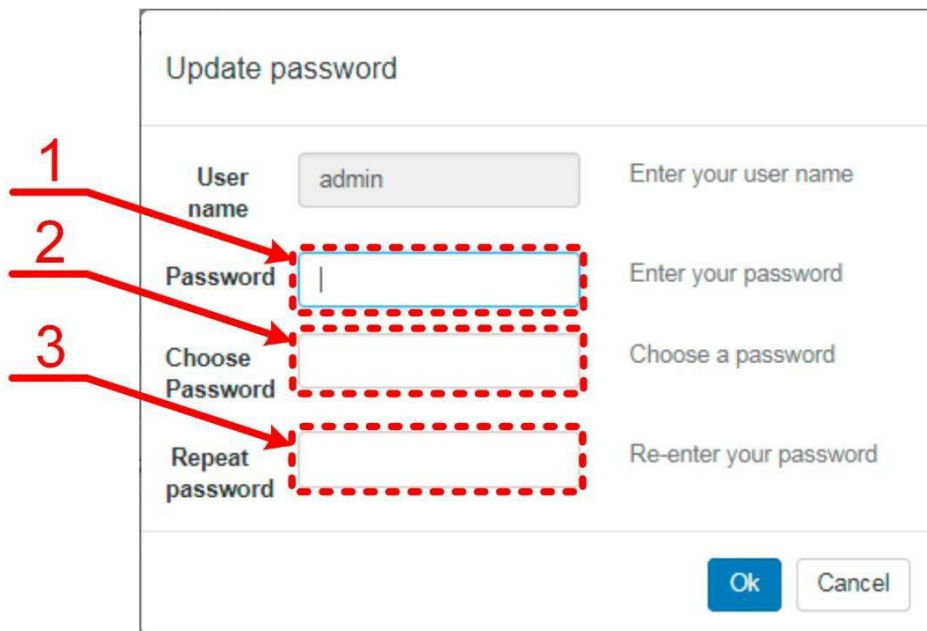 Update password
1
User name
admin
Enter your user name
2
Password
Enter your password
3
Choose Password
Choose a password
Repeat password
Re-enter your password
Ok
Cancel